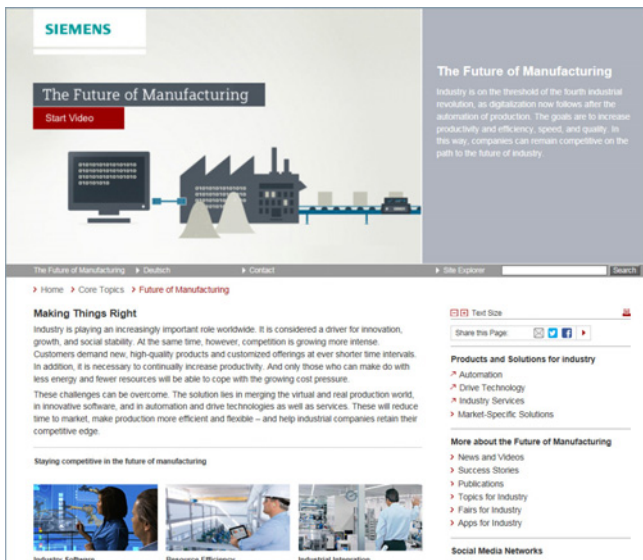 SIEMENS
The Future of Manufacturing
Start Video
The Future of Manufacturing
Industry is on the threshold of the fourth industrial
revolution, as digitalization now follows after the
automation of production. The goals are to increase
productivity and efficiency, speed, and quality. In
this way, companies can remain competitive on the
path to the future of industry.
The Future of Manufacturing Deutsch Contact Site Explorer Search
Home Core Topics Future of Manufacturing
Making Things Right
Industry is playing an increasingly important role worldwide. It is considered a driver for innovation,
growth, and social stability. At the same time, however, competition is growing more intense.
Customers demand new, high-quality products and customized offerings at ever shorter time intervals.
In addition, it is necessary to continually increase productivity. And only those who can make do with
less energy and fewer resources will be able to cope with the growing cost pressure.
These challenges can be overcome. The solution lies in merging the virtual and real production world,
in innovative software, and in automation and drive technologies as well as services. These will reduce
time to market, make production more efficient and flexible – and help industrial companies retain their
competitive edge.
Staying competitive in the future of manufacturing
Industry Software Resource Efficiency Industrial Integration
Text Size
Share this Page:
Products and Solutions for industry
Automation
Drive Technology
Industry Services
Market-Specific Solutions
More about the Future of Manufacturing
News and Videos
Success Stories
Publications
Topics for Industry
Fairs for Industry
Apps for Industry
Social Media Networks